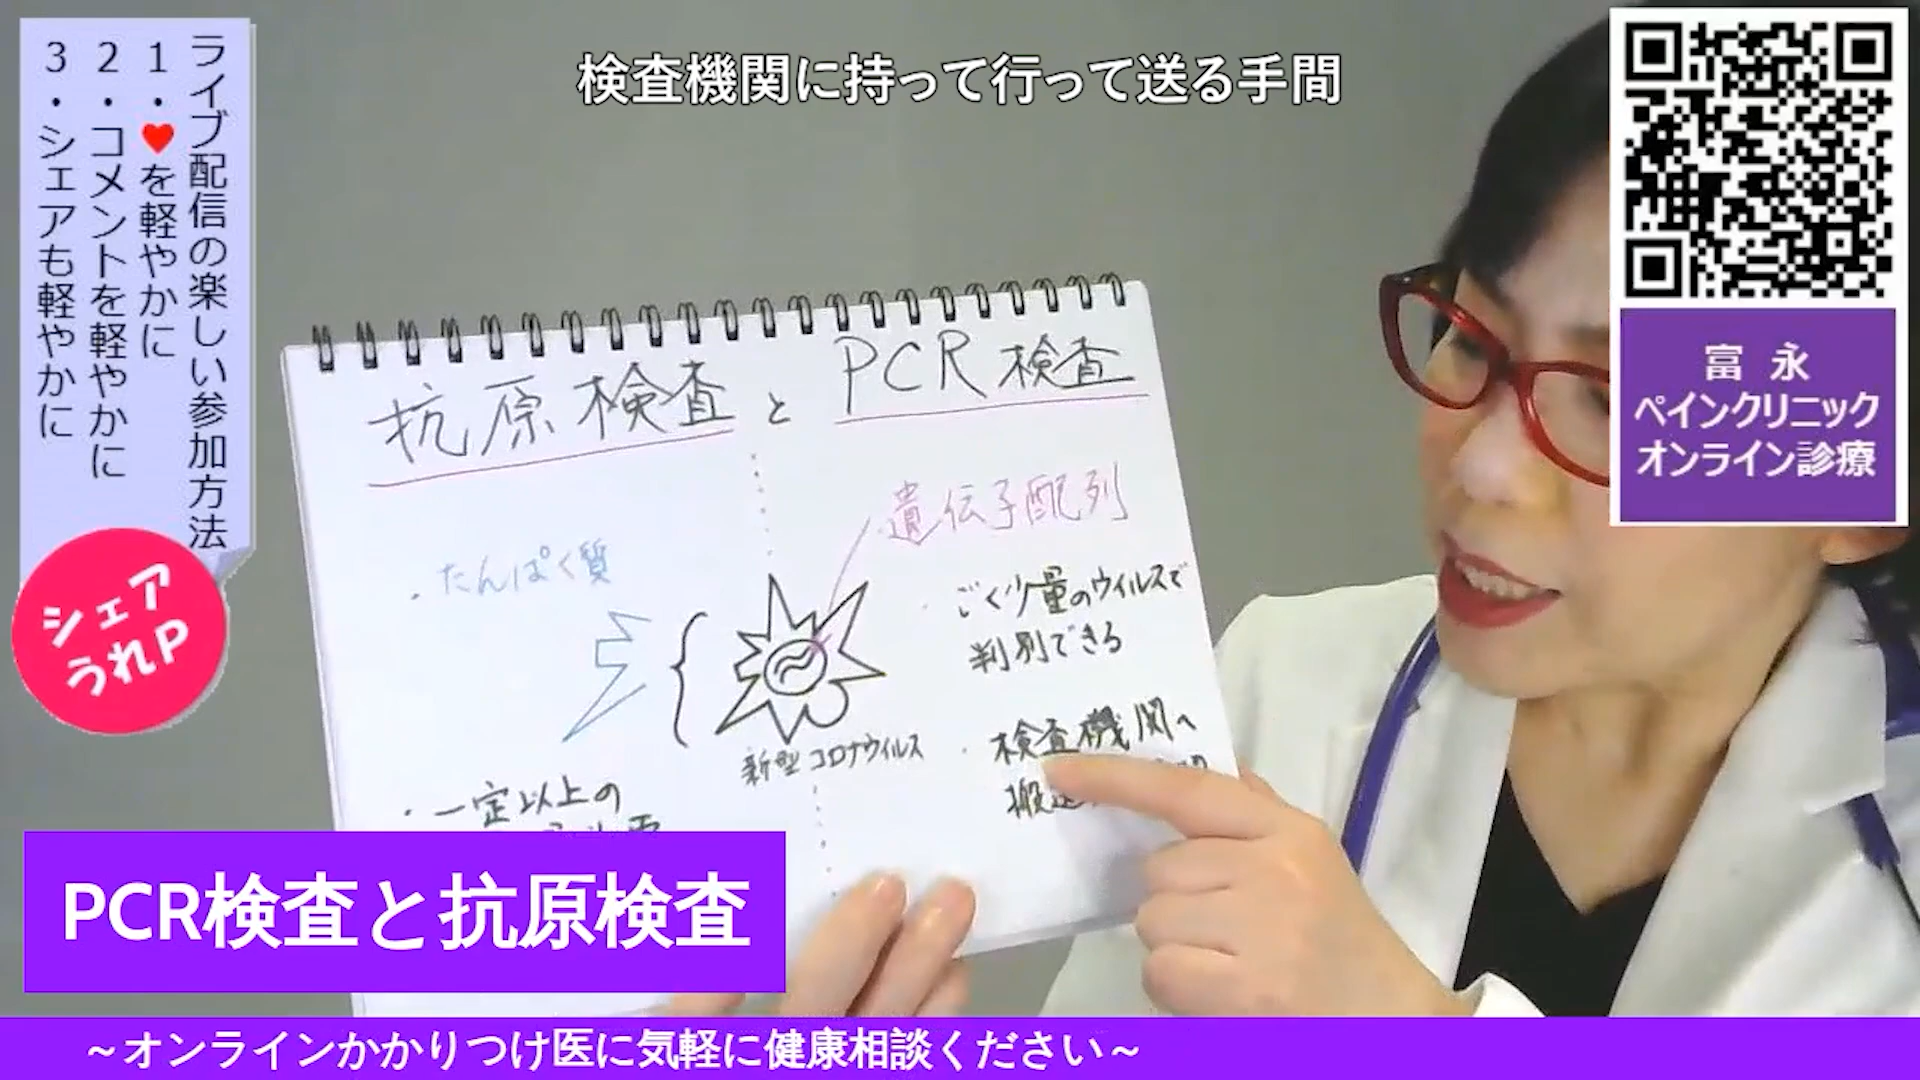 検査機関に持って行って送る手間
ライブ配信の楽しい参加方法
1・♥を軽やかに
2・コメントを軽やかに
3・シェアも軽やかに
シェア
うれP
富永
ペインクリニック
オンライン診療
抗原検査とPCR検査
遺伝子配列
・たんぱく質
・ごく少量のウイルスで
判別できる
新型コロナウイルス
・検査機関へ
搬送
・一定以上の
PCR検査と抗原検査
～オンラインかかりつけ医に気軽に健康相談ください～